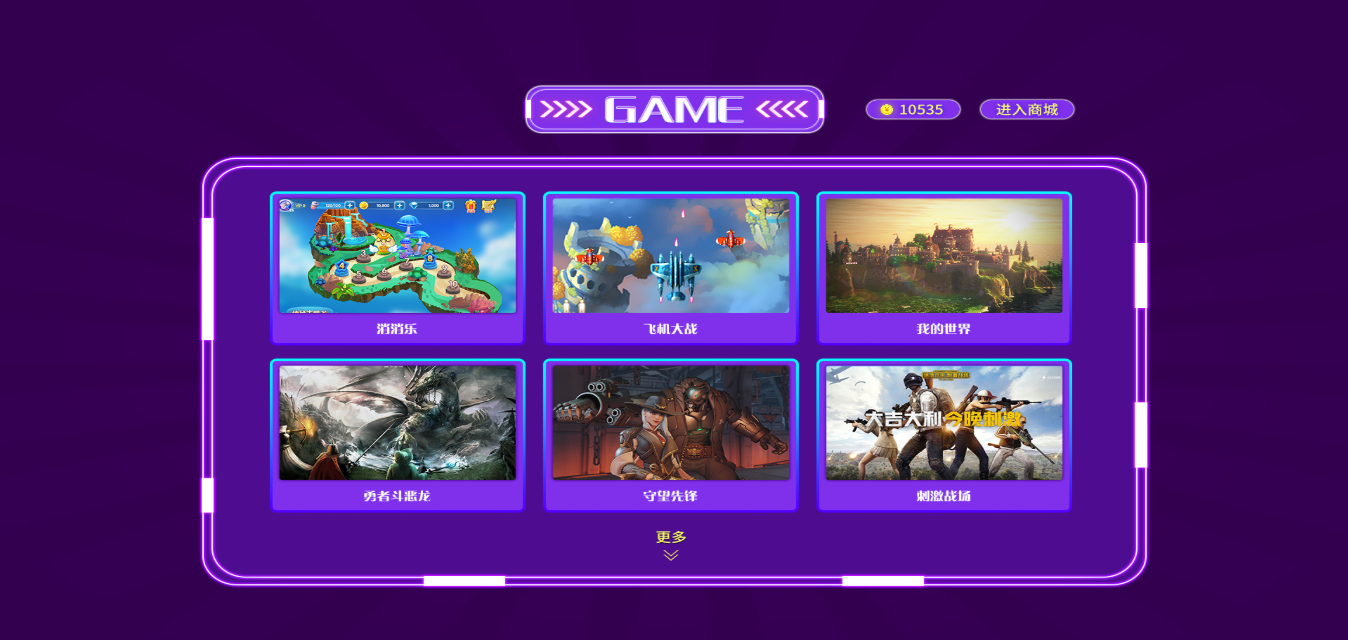 GAME
10535
进入商城
消消乐
飞机大战
我的世界
勇者斗恶龙
大吉大利 今晚刺激
守望先锋
刺激战场
更多